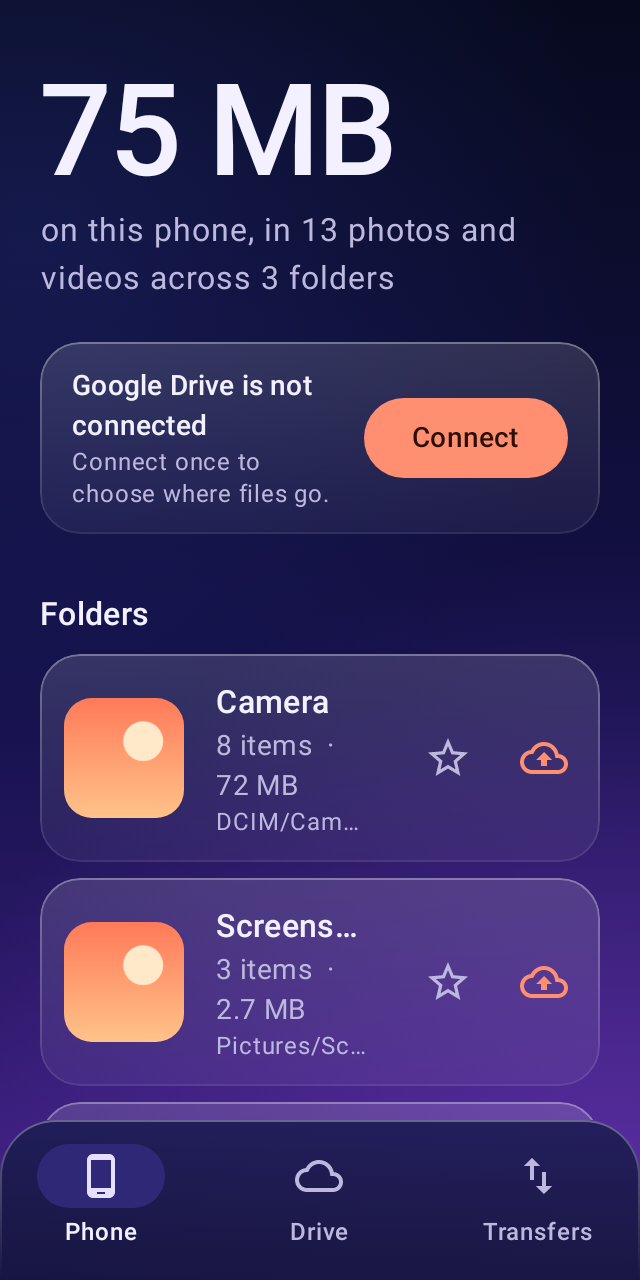 75 MB
on this phone, in 13 photos and
videos across 3 folders
Google Drive is not
connected
Connect once to
choose where files go.
Connect
Folders
Camera
8 items ·
72 MB
DCIM/Cam…
Screens…
3 items ·
2.7 MB
Pictures/Sc…
Phone
Drive
Transfers